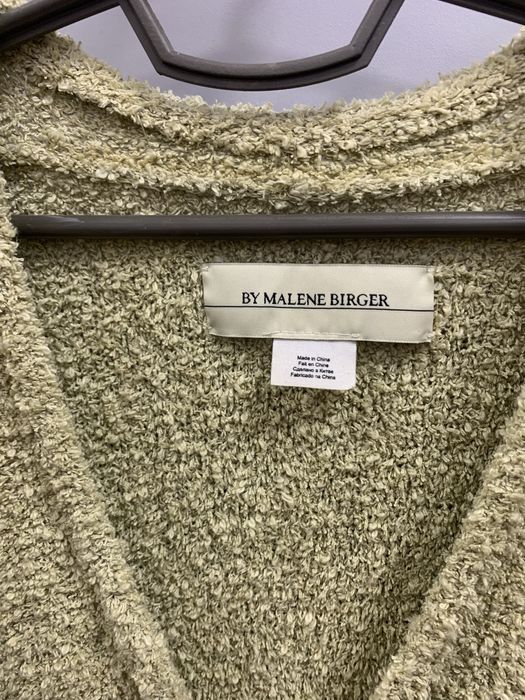 BY MALENE BIRGER
Made in China
Fait en Chine
Сделано в Китае
Fabricado na China